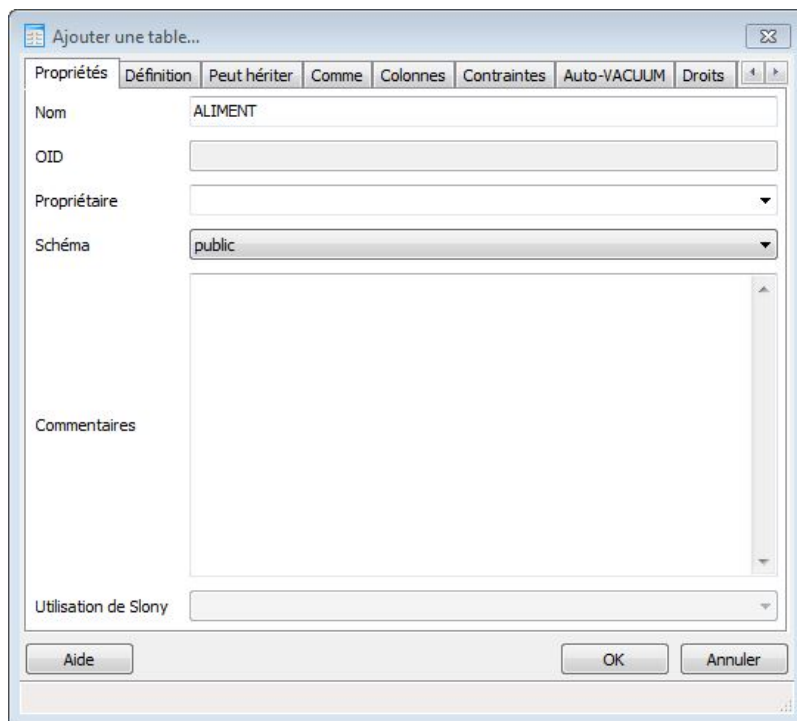 Ajouter une table...
Propriétés Définition Peut hériter Comme Colonnes Contraintes Auto-VACUUM Droits
Nom ALIMENT
OID
Propriétaire
Schéma public
Commentaires
Utilisation de Slony
Aide OK Annuler